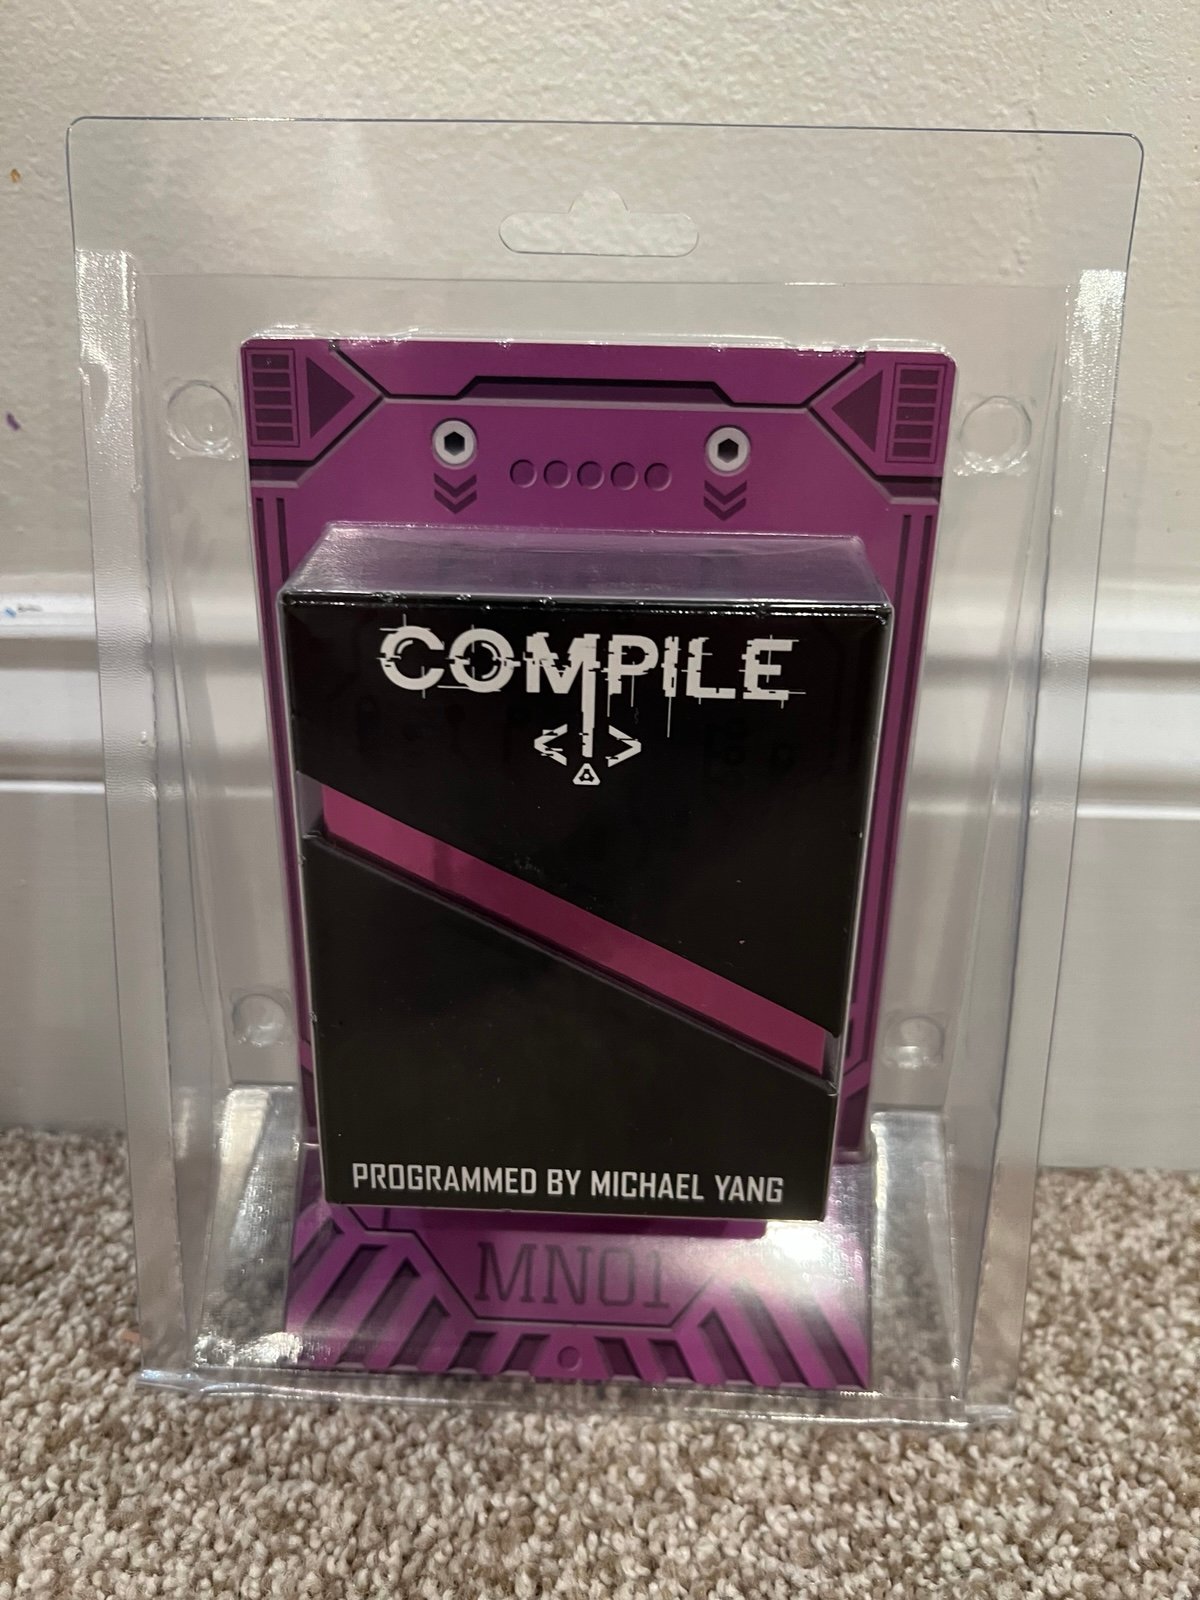 COMPILE
PROGRAMMED BY MICHAEL YANG
MN01